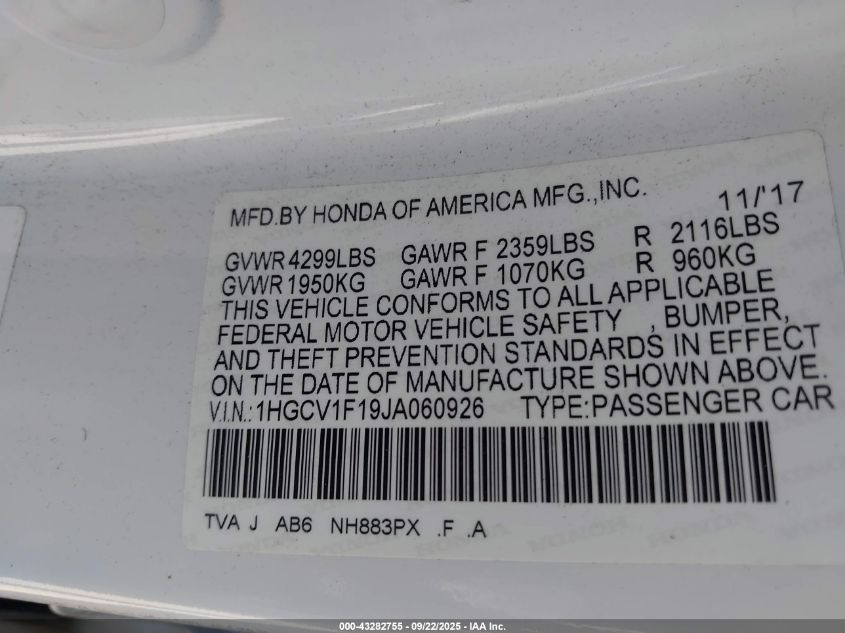 MFD.BY HONDA OF AMERICA MFG.,INC. 11/'17
GVWR 4299LBS GAWR F 2359LBS R 2116LBS
GVWR 1950KG GAWR F 1070KG R 960KG
THIS VEHICLE CONFORMS TO ALL APPLICABLE
FEDERAL MOTOR VEHICLE SAFETY , BUMPER,
AND THEFT PREVENTION STANDARDS IN EFFECT
ON THE DATE OF MANUFACTURE SHOWN ABOVE.
V.I.N.:1HGCV1F19JA060926 TYPE:PASSENGER CAR
TVA J AB6 NH883PX .F .A
000-43282755 - 09/22/2025 - IAA Inc.